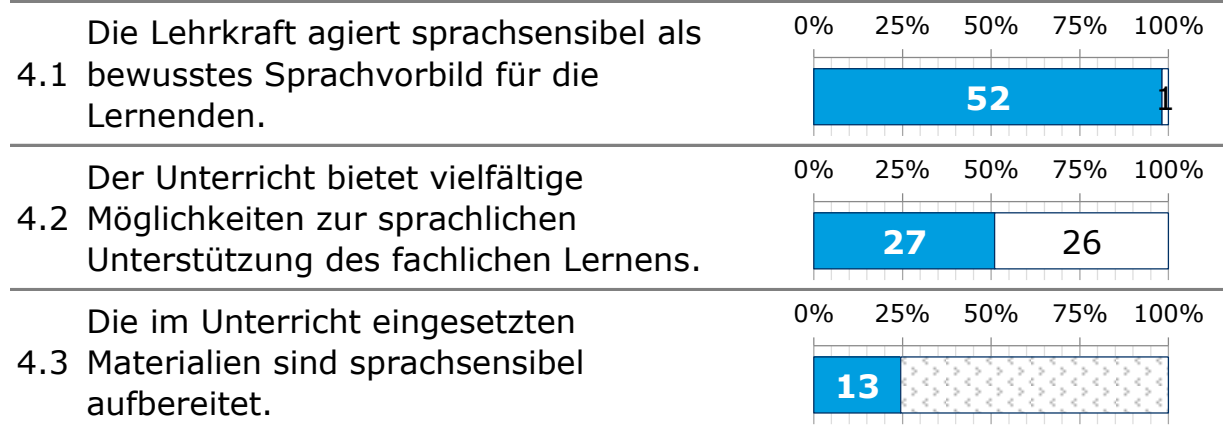 0% 25% 50% 75% 100%
Die Lehrkraft agiert sprachsensibel als
4.1 bewusstes Sprachvorbild für die
Lernenden.
52 1
0% 25% 50% 75% 100%
Der Unterricht bietet vielfältige
4.2 Möglichkeiten zur sprachlichen
Unterstützung des fachlichen Lernens.
27 26
0% 25% 50% 75% 100%
Die im Unterricht eingesetzten
4.3 Materialien sind sprachsensibel
aufbereitet.
13